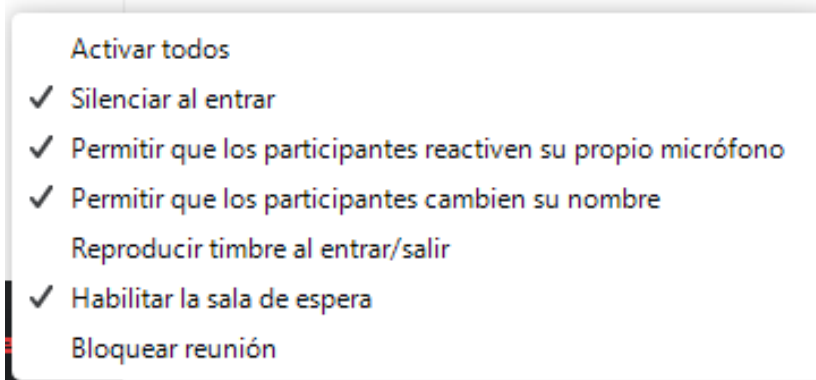 Activar todos
Silenciar al entrar
Permitir que los participantes reactiven su propio micrófono
Permitir que los participantes cambien su nombre
Reproducir timbre al entrar/salir
Habilitar la sala de espera
Bloquear reunión